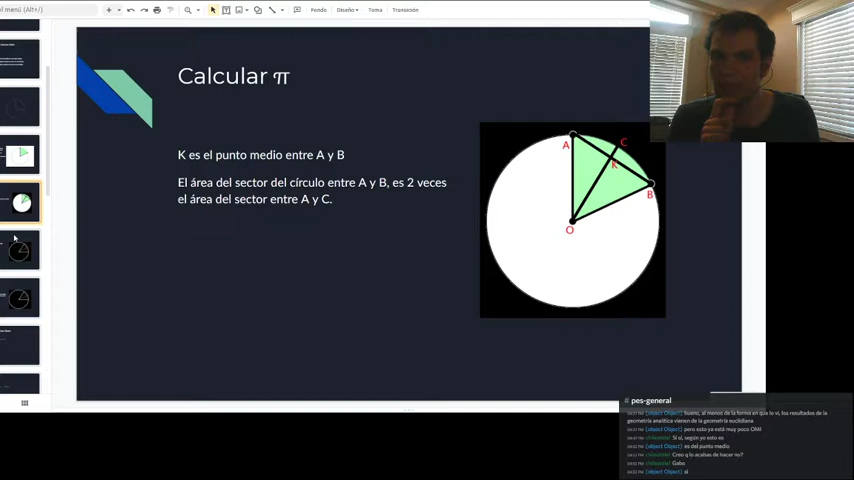 el menú (Alt+/)
Fondo
Diseño
Tema
Transición
Calcular π
K es el punto medio entre A y B
El área del sector del círculo entre A y B, es 2 veces
el área del sector entre A y C.
A
C
K
B
O
# pes-general
[object Object] bueno, al menos de la forma en que lo vi, los resultados de la
geometría analítica vienen de la geometría euclidiana
[object Object] pero esto ya está muy poco OMI
Sí sí, según yo esto es
[object Object] es del punto medio
Creo q lo acabas de hacer no?
Gabo
[object Object] si